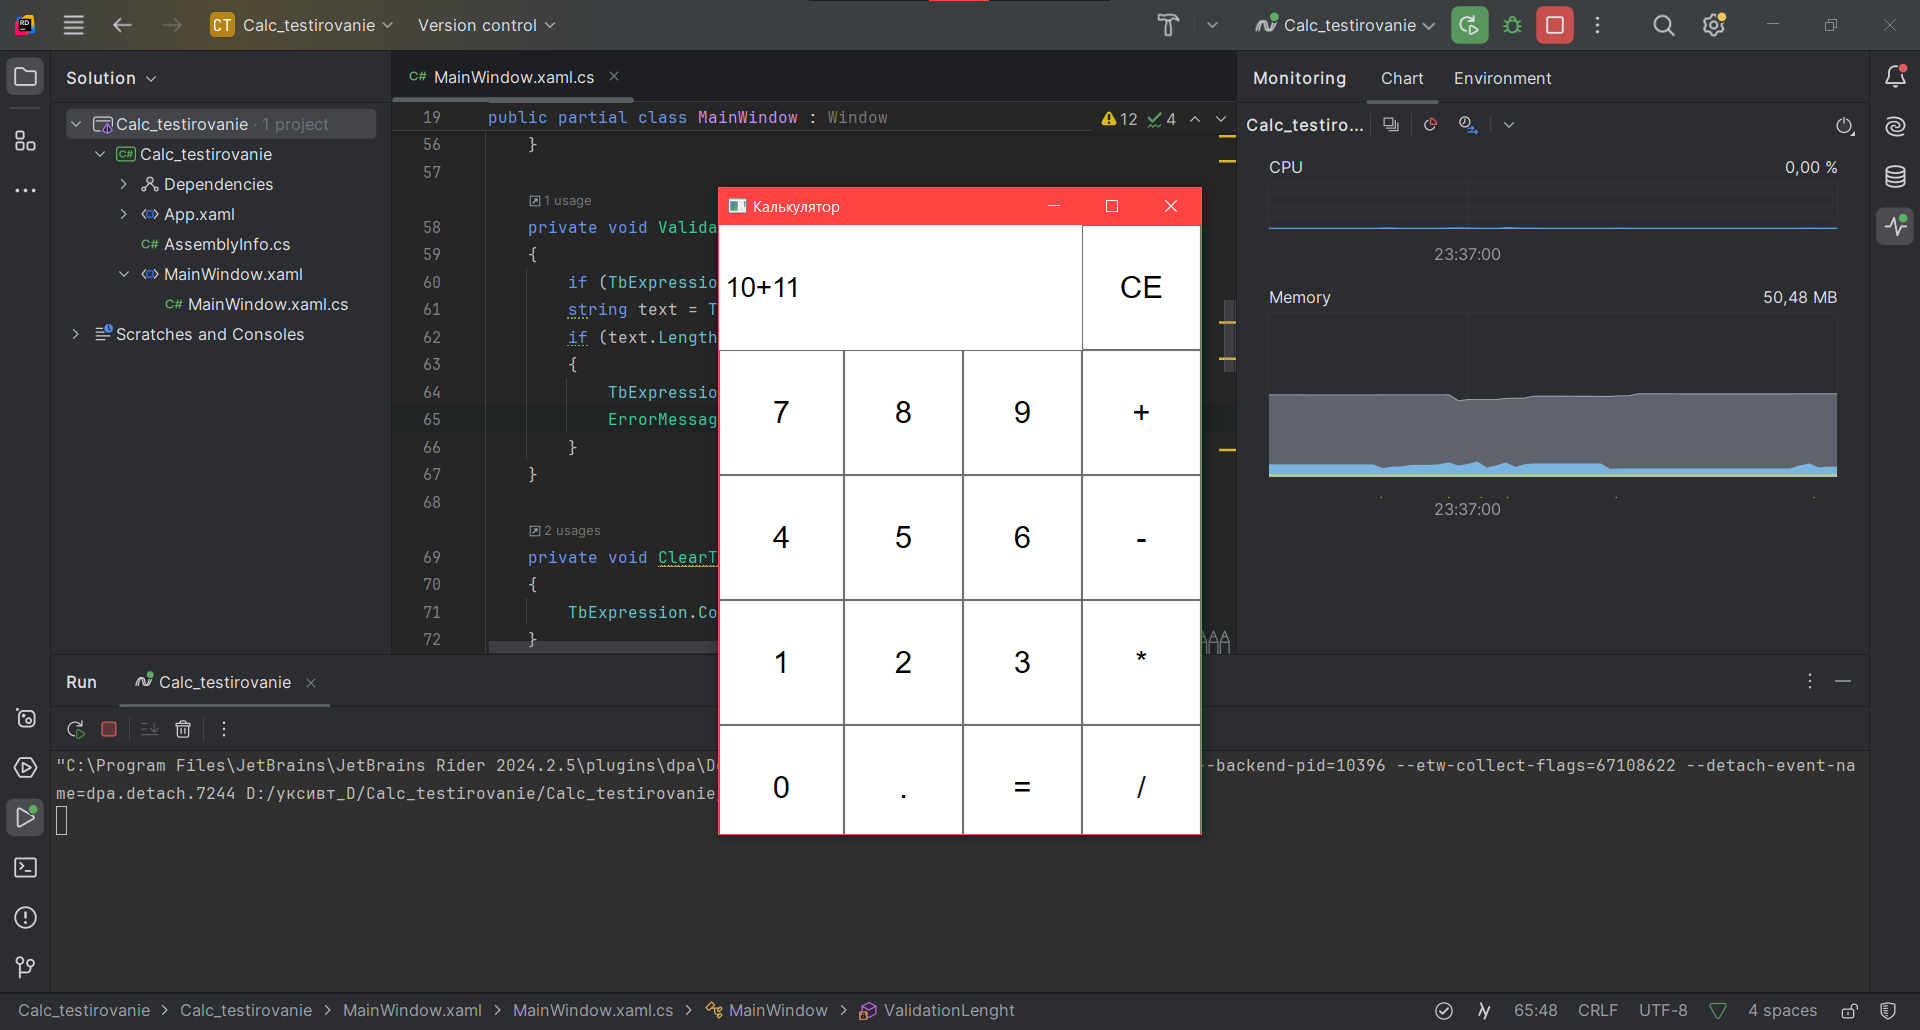 CT Calc_testirovanie Version control Calc_testirovanie
Solution
Calc_testirovanie · 1 project
C# Calc_testirovanie
Dependencies
App.xaml
C# AssemblyInfo.cs
MainWindow.xaml
C# MainWindow.xaml.cs
Scratches and Consoles
C# MainWindow.xaml.cs
19 public partial class MainWindow : Window
12 4
56 }
57
1 usage
58 private void Valida
59 {
60 if (TbExpressio
61 string text = T
62 if (text.Length
63 {
64 TbExpressio
65 ErrorMessag
66 }
67 }
68
2 usages
69 private void ClearT
70 {
71 TbExpression.Co
72 }
Калькулятор
10+11 CE
7 8 9 +
4 5 6 -
1 2 3 *
0 . = /
Monitoring Chart Environment
Calc_testiro...
CPU 0,00 %
23:37:00
Memory 50,48 MB
23:37:00
Run Calc_testirovanie
"C:\Program Files\JetBrains\JetBrains Rider 2024.2.5\plugins\dpa\D --backend-pid=10396 --etw-collect-flags=67108622 --detach-event-na
me=dpa.detach.7244 D:/уксивт_D/Calc_testirovanie/Calc_testirovanie
Calc_testirovanie > Calc_testirovanie > MainWindow.xaml > MainWindow.xaml.cs > MainWindow > ValidationLenght
65:48 CRLF UTF-8 4 spaces